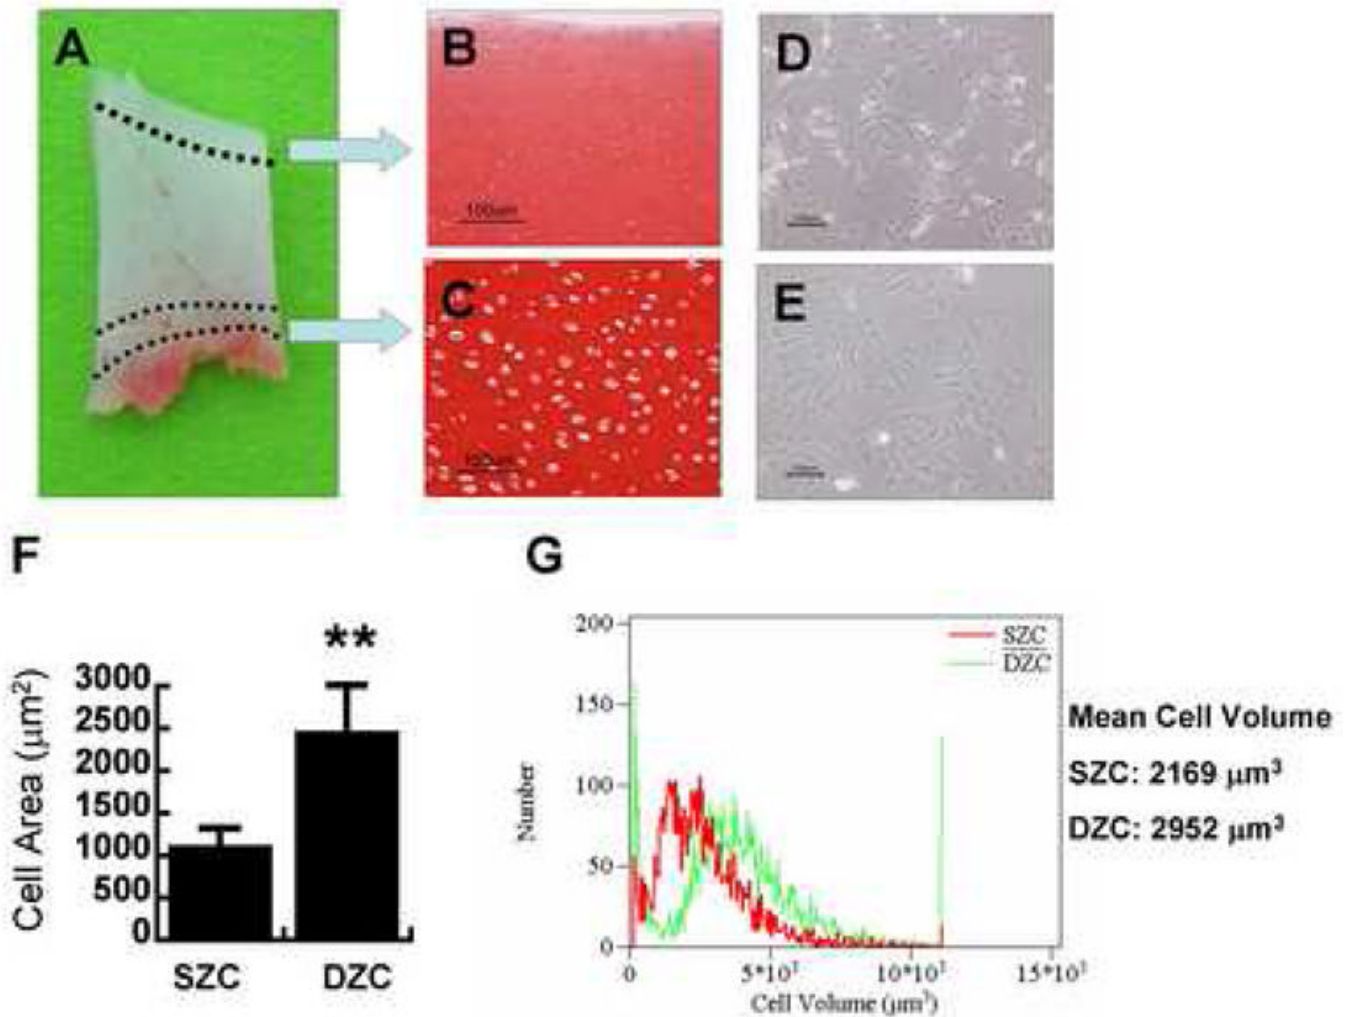 A
B
100um
C
100um
D
E
F
**
Cell Area (μm²)
3000
2500
2000
1500
1000
500
0
SZC
DZC
G
Number
200
150
100
50
0
SZC
DZC
0
5*10³
10*10³
15*10³
Cell Volume (μm³)
Mean Cell Volume
SZC: 2169 μm³
DZC: 2952 μm³